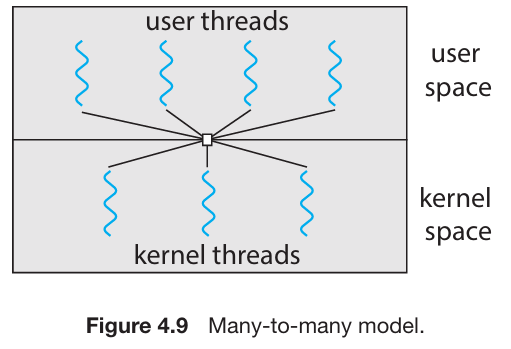 user threads
user
space
kernel
space
kernel threads
Figure 4.9 Many-to-many model.